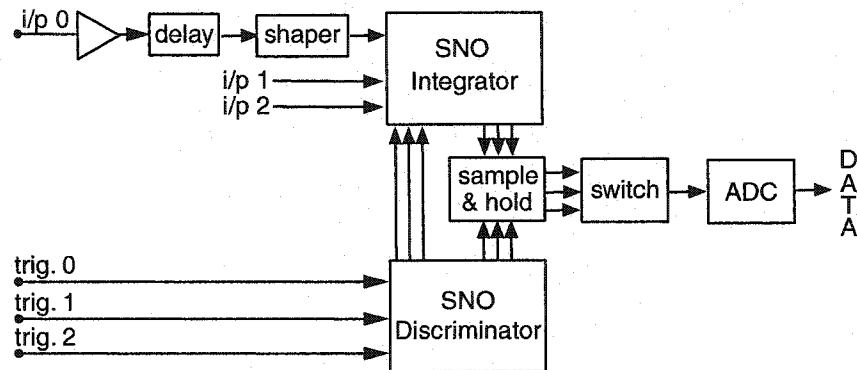 i/p 0
delay
shaper
SNO
Integrator
i/p 1
i/p 2
sample
& hold
switch
ADC
DATA
trig. 0
trig. 1
trig. 2
SNO
Discriminator